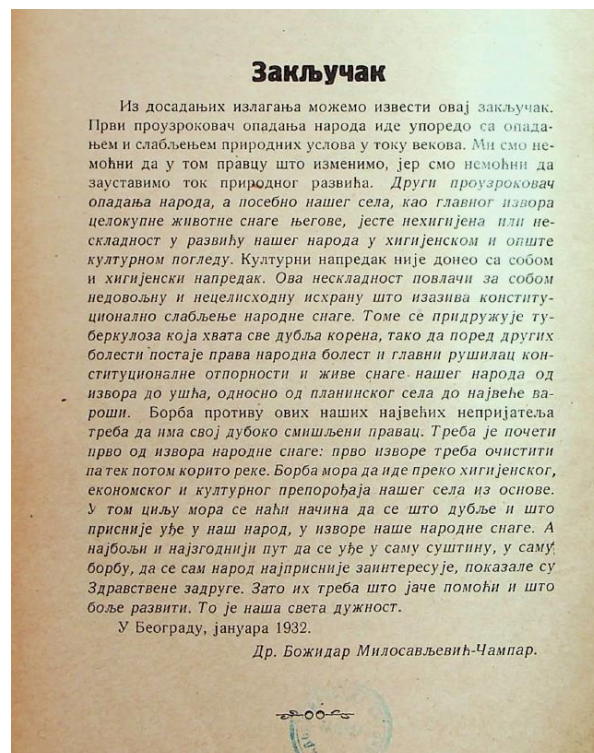 Закључак
Из досадањих излагања можемо извести овај закључак.
Први проузроковач опадања народа иде упоредо са опада-
њем и слабљењем природних услова у току векова. Ми смо не-
моћни да у том правцу што изменимо, јер смо немоћни да
зауставимо ток природног развића. Други проузроковач
опадања народа, а посебно нашег села, као главног извора
целокупне животне снаге његове, јесте нехигијена или не-
складност у развићу нашег народа у хигијенском и опште
културном погледу. Културни напредак није донео са собом
и хигијенски напредак. Ова нескладност повлачи за собом
недовољну и нецелисходну исхрану што изазива конституц-
ионално слабљење народне снаге. Томе се придружује ту-
беркулоза која хвата све дубља корена, тако да поред других
болести постаје права народна болест и главни рушилац кон-
ституционалне отпорности и живе снаге нашег народа од
извора до ушћа, односно од планинског села до највеће ва-
роши. Борба противу ових наших највећих непријатеља
треба да има свој дубоко смишљени правац. Треба је почети
прво од извора народне снаге: прво изворе треба очистити
па тек потом корито реке. Борба мора да иде преко хигијенског,
економског и културног препорођаја нашег села из основе.
У том циљу мора се наћи начина да се што дубље и што
присније уђе у наш народ, у изворе наше народне снаге. А
најбољи и најзгоднији пут да се уђе у саму суштину, у саму
борбу, да се сам народ најприсније заинтересује, показале су
Здравствене задруге. Зато их треба што јаче помоћи и што
боље развити. То је наша света дужност.
У Београду, јануара 1932.
Др. Божидар Милосављевић-Чампар.